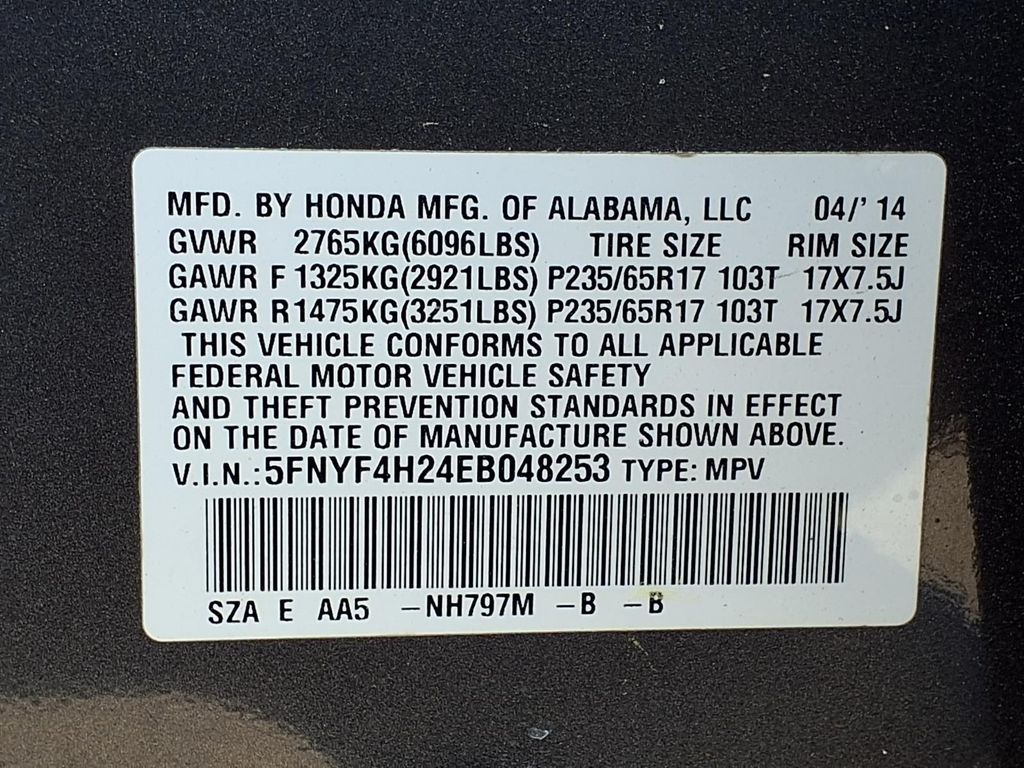 MFD. BY HONDA MFG. OF ALABAMA, LLC 04/'14
GVWR 2765KG(6096LBS) TIRE SIZE RIM SIZE
GAWR F 1325KG(2921LBS) P235/65R17 103T 17X7.5J
GAWR R1475KG(3251LBS) P235/65R17 103T 17X7.5J
THIS VEHICLE CONFORMS TO ALL APPLICABLE
FEDERAL MOTOR VEHICLE SAFETY
AND THEFT PREVENTION STANDARDS IN EFFECT
ON THE DATE OF MANUFACTURE SHOWN ABOVE.
V.I.N.:5FNYF4H24EB048253 TYPE: MPV
SZA E AA5 -NH797M -B -B